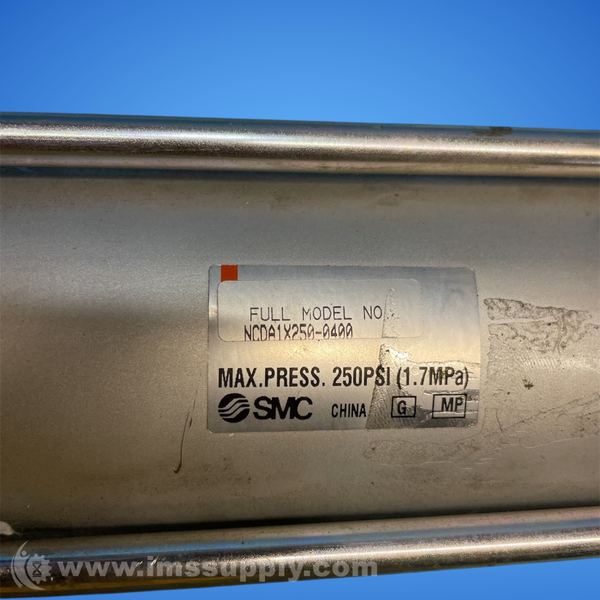 FULL MODEL NO.
NCDA1X250-0400
MAX.PRESS. 250PSI (1.7MPa)
SMC CHINA G MP
www.imssupply.com